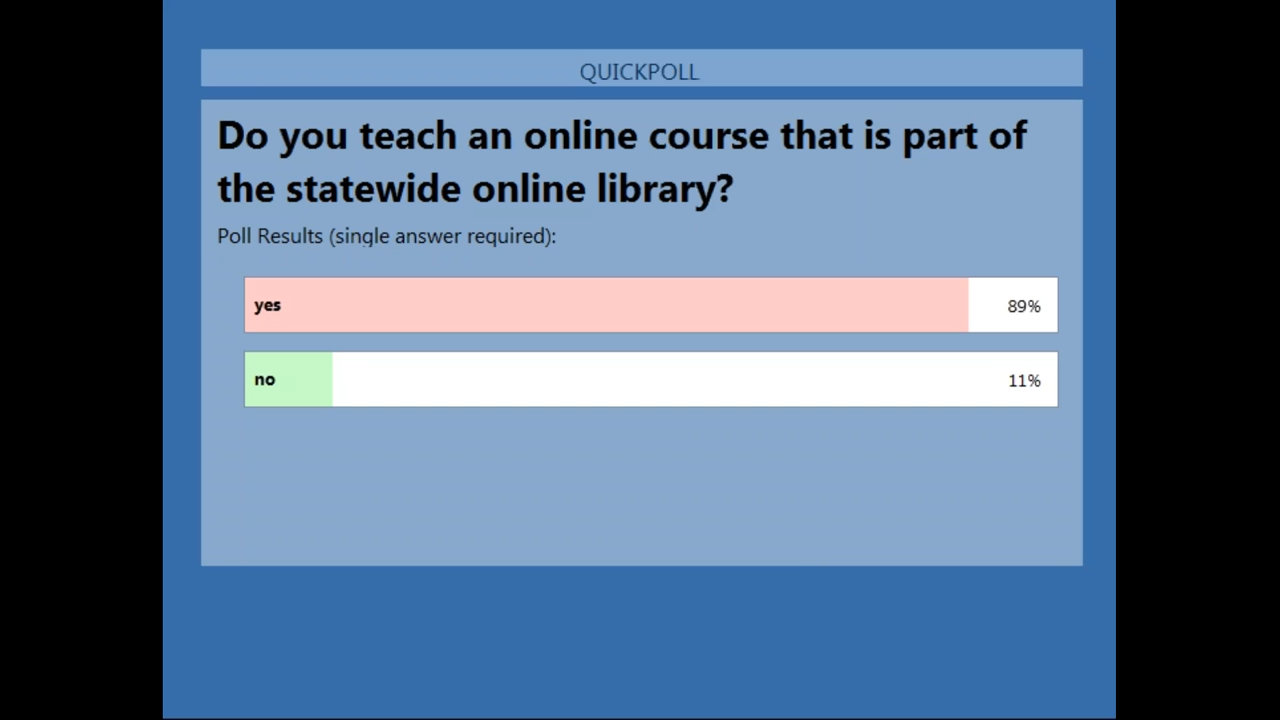 QUICKPOLL
Do you teach an online course that is part of
the statewide online library?
Poll Results (single answer required):
yes 89%
no 11%